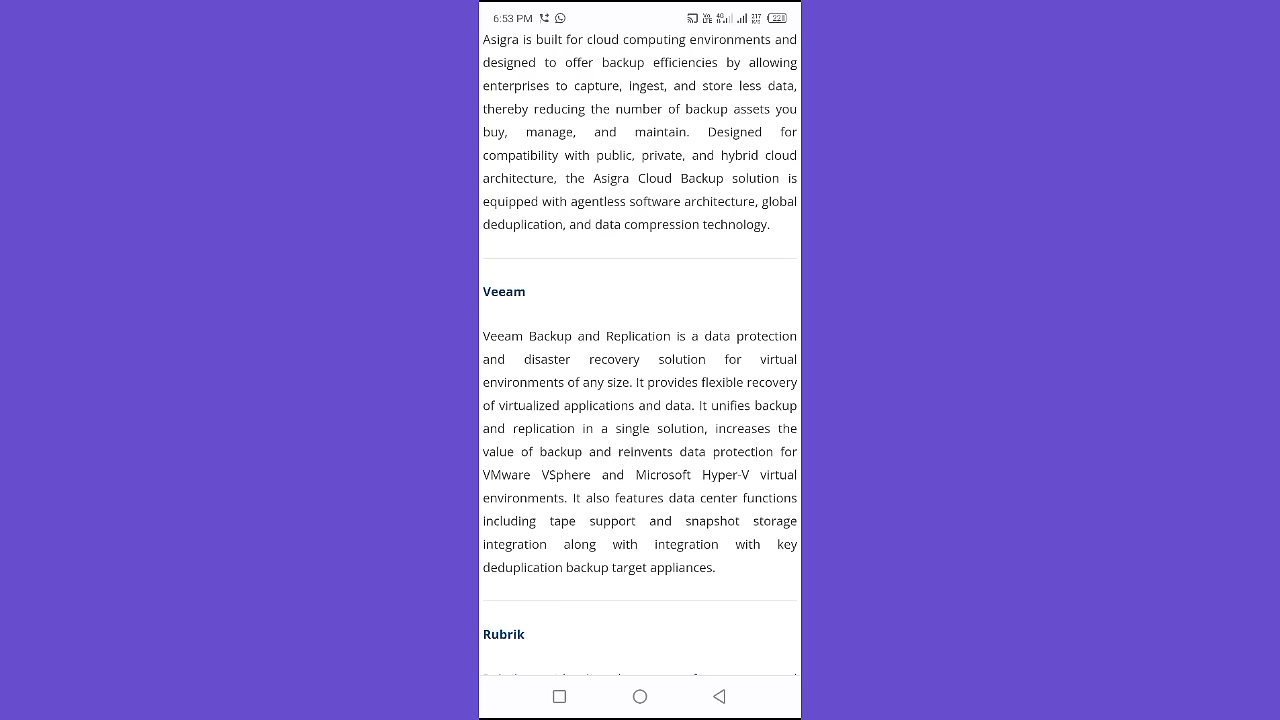 6:53 PM
Asigra is built for cloud computing environments and
designed to offer backup efficiencies by allowing
enterprises to capture, ingest, and store less data,
thereby reducing the number of backup assets you
buy, manage, and maintain. Designed for
compatibility with public, private, and hybrid cloud
architecture, the Asigra Cloud Backup solution is
equipped with agentless software architecture, global
deduplication, and data compression technology.
Veeam
Veeam Backup and Replication is a data protection
and disaster recovery solution for virtual
environments of any size. It provides flexible recovery
of virtualized applications and data. It unifies backup
and replication in a single solution, increases the
value of backup and reinvents data protection for
VMware VSphere and Microsoft Hyper-V virtual
environments. It also features data center functions
including tape support and snapshot storage
integration along with integration with key
deduplication backup target appliances.
Rubrik